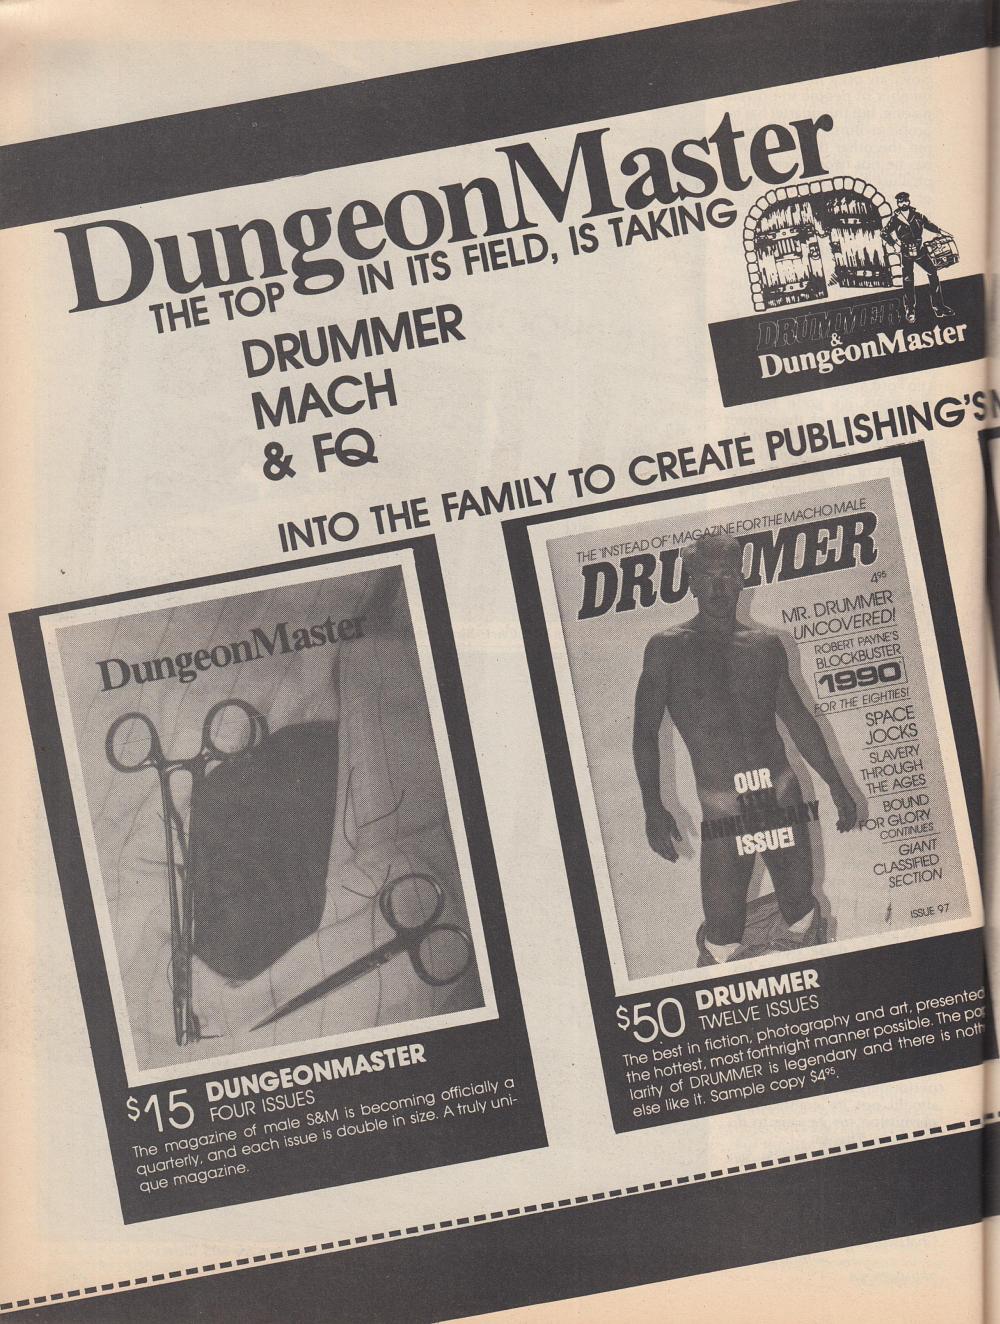 DungeonMaster
THE TOP IN ITS FIELD, IS TAKING
DRUMMER
MACH
& FQ
DRUMMER
&
DungeonMaster
INTO THE FAMILY TO CREATE PUBLISHING'S
DungeonMaster
THE 'INSTEAD OF' MAGAZINE FOR THE MACHO MALE
DRUMMER
4⁹⁵
MR. DRUMMER
UNCOVERED!
ROBERT PAYNE'S
BLOCKBUSTER
1990
FOR THE EIGHTIES!
SPACE
JOCKS
SLAVERY
THROUGH
THE AGES
BOUND
FOR GLORY
CONTINUES
GIANT
CLASSIFIED
SECTION
ISSUE 97
OUR
11TH
ANNIVERSARY
ISSUE!
$15 DUNGEONMASTER
FOUR ISSUES
The magazine of male S&M is becoming officially a
quarterly, and each issue is double in size. A truly uni-
que magazine.
$50 DRUMMER
TWELVE ISSUES
The best in fiction, photography and art, presented
the hottest, most forthright manner possible. The pop
larity of DRUMMER is legendary and there is noth
else like it. Sample copy $4⁹⁵.